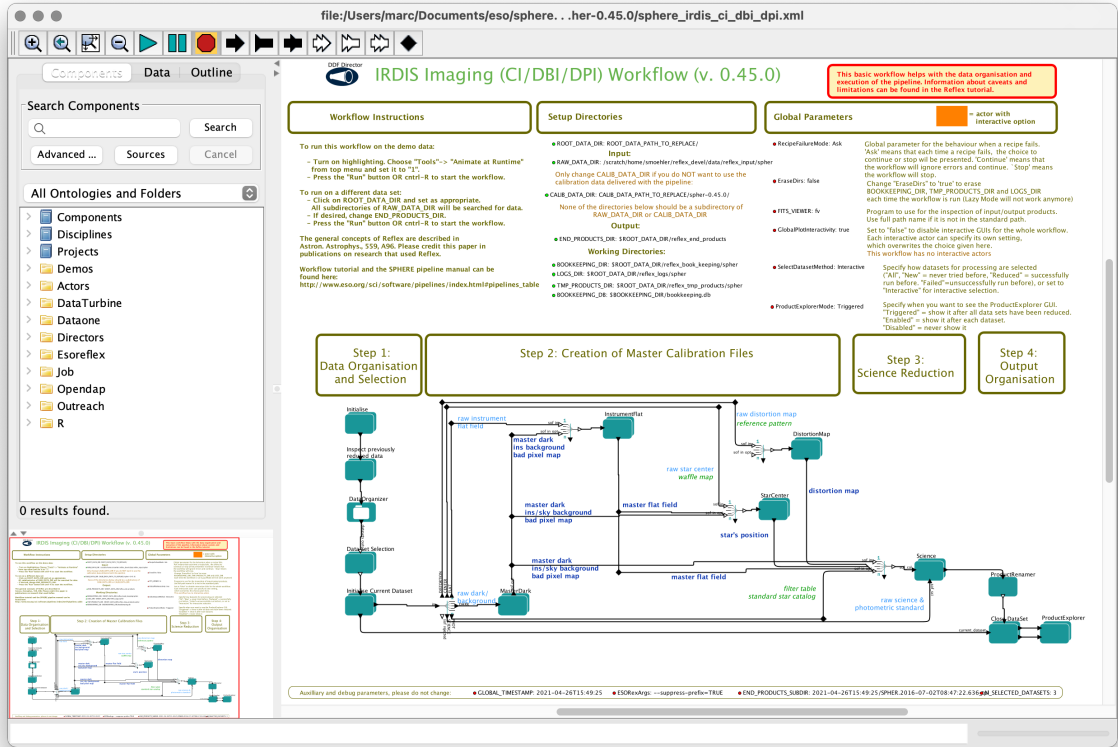 file:/Users/marc/Documents/eso/sphere. . .her-0.45.0/sphere_irdis_ci_dbi_dpi.xml
Components
Data
Outline
Search Components
Search
Advanced ...
Sources
Cancel
All Ontologies and Folders
Components
Disciplines
Projects
Demos
Actors
DataTurbine
Dataone
Directors
Esoreflex
Job
Opendap
Outreach
R
0 results found.
DDF Director
IRDIS Imaging (CI/DBI/DPI) Workflow (v. 0.45.0)
This basic workflow helps with the data organisation and
execution of the pipeline. Information about caveats and
limitations can be found in the Reflex tutorial.
Workflow Instructions
To run this workflow on the demo data:
- Turn on highlighting. Choose "Tools"-> "Animate at Runtime"
from top menu and set it to "1".
- Press the "Run" button OR cntrl-R to start the workflow.
To run on a different data set:
- Click on ROOT_DATA_DIR and set as appropriate.
All subdirectories of RAW_DATA_DIR will be searched for data.
- If desired, change END_PRODUCTS_DIR.
- Press the "Run" button OR cntrl-R to start the workflow.
The general concepts of Reflex are described in
Astron. Astrophys., 559, A96. Please credit this paper in
publications on research that used Reflex.
Workflow tutorial and the SPHERE pipeline manual can be
found here:
http://www.eso.org/sci/software/pipelines/index.html#pipelines_table
Setup Directories
ROOT_DATA_DIR: ROOT_DATA_PATH_TO_REPLACE/
Input:
RAW_DATA_DIR: /scratch/home/smoehler/reflex_devel/data/reflex_input/spher
Only change CALIB_DATA_DIR if you do NOT want to use the
calibration data delivered with the pipeline:
CALIB_DATA_DIR: CALIB_DATA_PATH_TO_REPLACE/spher-0.45.0/
None of the directories below should be a subdirectory of
RAW_DATA_DIR or CALIB_DATA_DIR
Output:
END_PRODUCTS_DIR: $ROOT_DATA_DIR/reflex_end_products
Working Directories:
BOOKKEEPING_DIR: $ROOT_DATA_DIR/reflex_book_keeping/spher
LOGS_DIR: $ROOT_DATA_DIR/reflex_logs/spher
TMP_PRODUCTS_DIR: $ROOT_DATA_DIR/reflex_tmp_products/spher
BOOKKEEPING_DB: $BOOKKEEPING_DIR/bookkeeping.db
Global Parameters
= actor with
interactive option
RecipeFailureMode: Ask
Global parameter for the behaviour when a recipe fails.
'Ask' means that each time a recipe fails, the choice to
continue or stop wil be presented, 'Continue' means that
the workflow will ignore errors and continue. 'Stop' means
the workflow will stop.
EraseDirs: false
Change "EraseDirs" to "true" to erase
BOOKKEEPING_DIR, TMP_PRODUCTS_DIR and LOGS_DIR
each time the workflow is run (Lazy Mode will not work anymore)
FITS_VIEWER: fv
Program to use for the inspection of input/output products.
Use full path name if it is not in the standard path.
GlobalPlotInteractivity: true
Set to "false" to disable interactive GUIs for the whole workflow.
Each interactive actor can specify its own setting,
which overwrites the choice given here.
This workflow has no interactive actors
SelectDatasetMethod: Interactive
Specify how datasets for processing are selected
("All", "New" = never tried before, "Reduced" = successfully
run before. "Failed"=unsuccessfully run before), or set to
"Interactive" for interactive selection.
ProductExplorerMode: Triggered
Specify when you want to see the ProductExplorer GUI.
"Triggered" = show it after all data sets have been reduced.
"Enabled" = show it after each dataset.
"Disabled" = never show it
Step 1:
Data Organisation
and Selection
Step 2: Creation of Master Calibration Files
Step 3:
Science Reduction
Step 4:
Output
Organisation
Initialise
Inspect previously
reduced data
DataOrganizer
Dataset Selection
Initialise Current Dataset
raw instrument
flat field
InstrumentFlat
master dark
ins background
bad pixel map
raw distortion map
reference pattern
DistortionMap
raw star center
waffle map
distortion map
master dark
ins/sky background
bad pixel map
master flat field
StarCenter
star's position
master dark
ins/sky background
bad pixel map
master flat field
Science
filter table
standard star catalog
raw dark/
background
MasterDark
raw science &
photometric standard
ProductRenamer
current_dataset
CloseDataSet
ProductExplorer
Auxiliary and debug parameters, please do not change:
GLOBAL_TIMESTAMP: 2021-04-26T15:49:25
ESORexArgs: --suppress-prefix=TRUE
END_PRODUCTS_SUBDIR: 2021-04-26T15:49:25/SPHER.2016-07-02T08:47:22.636
_SELECTED_DATASETS: 3